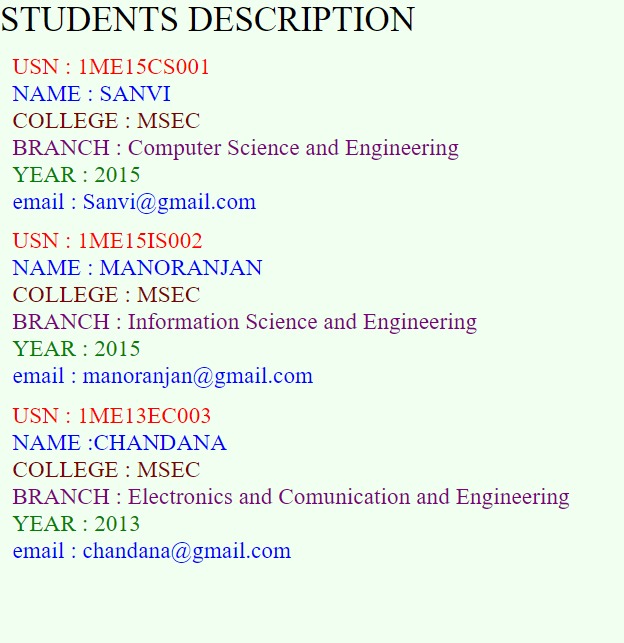 STUDENTS DESCRIPTION
USN : 1ME15CS001
NAME : SANVI
COLLEGE : MSEC
BRANCH : Computer Science and Engineering
YEAR : 2015
email : Sanvi@gmail.com
USN : 1ME15IS002
NAME : MANORANJAN
COLLEGE : MSEC
BRANCH : Information Science and Engineering
YEAR : 2015
email : manoranjan@gmail.com
USN : 1ME13EC003
NAME :CHANDANA
COLLEGE : MSEC
BRANCH : Electronics and Comunication and Engineering
YEAR : 2013
email : chandana@gmail.com